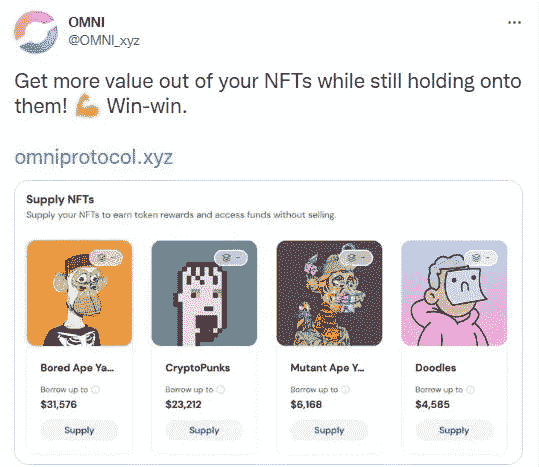 OMNI
@OMNI_xyz
Get more value out of your NFTs while still holding onto
them! 💪 Win-win.
omniprotocol.xyz
Supply NFTs
Supply your NFTs to earn token rewards and access funds without selling.
Bored Ape Ya...
Borrow up to
$31,576
Supply
CryptoPunks
Borrow up to
$23,212
Supply
Mutant Ape Y...
Borrow up to
$6,168
Supply
Doodles
Borrow up to
$4,585
Supply